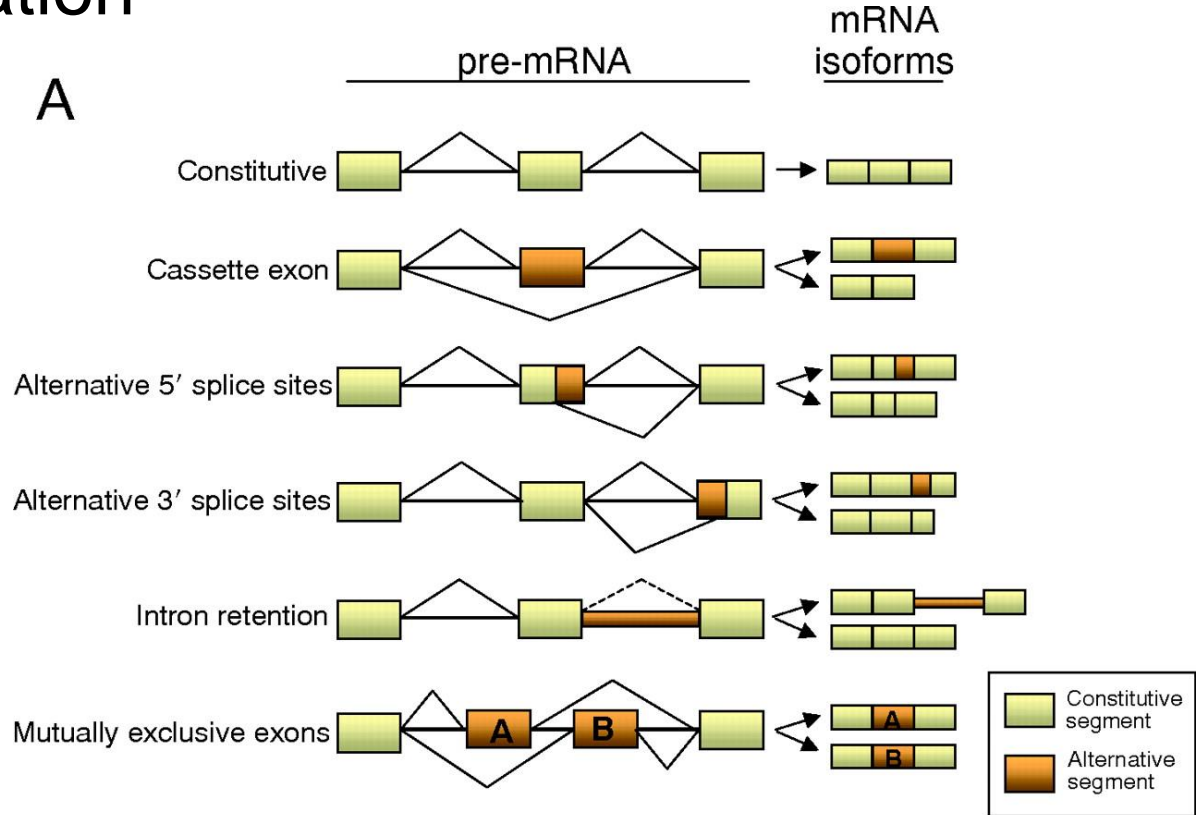 pre-mRNA
mRNA
isoforms
A
Constitutive
Cassette exon
Alternative 5′ splice sites
Alternative 3′ splice sites
Intron retention
Mutually exclusive exons
A
B
A
B
Constitutive
segment
Alternative
segment